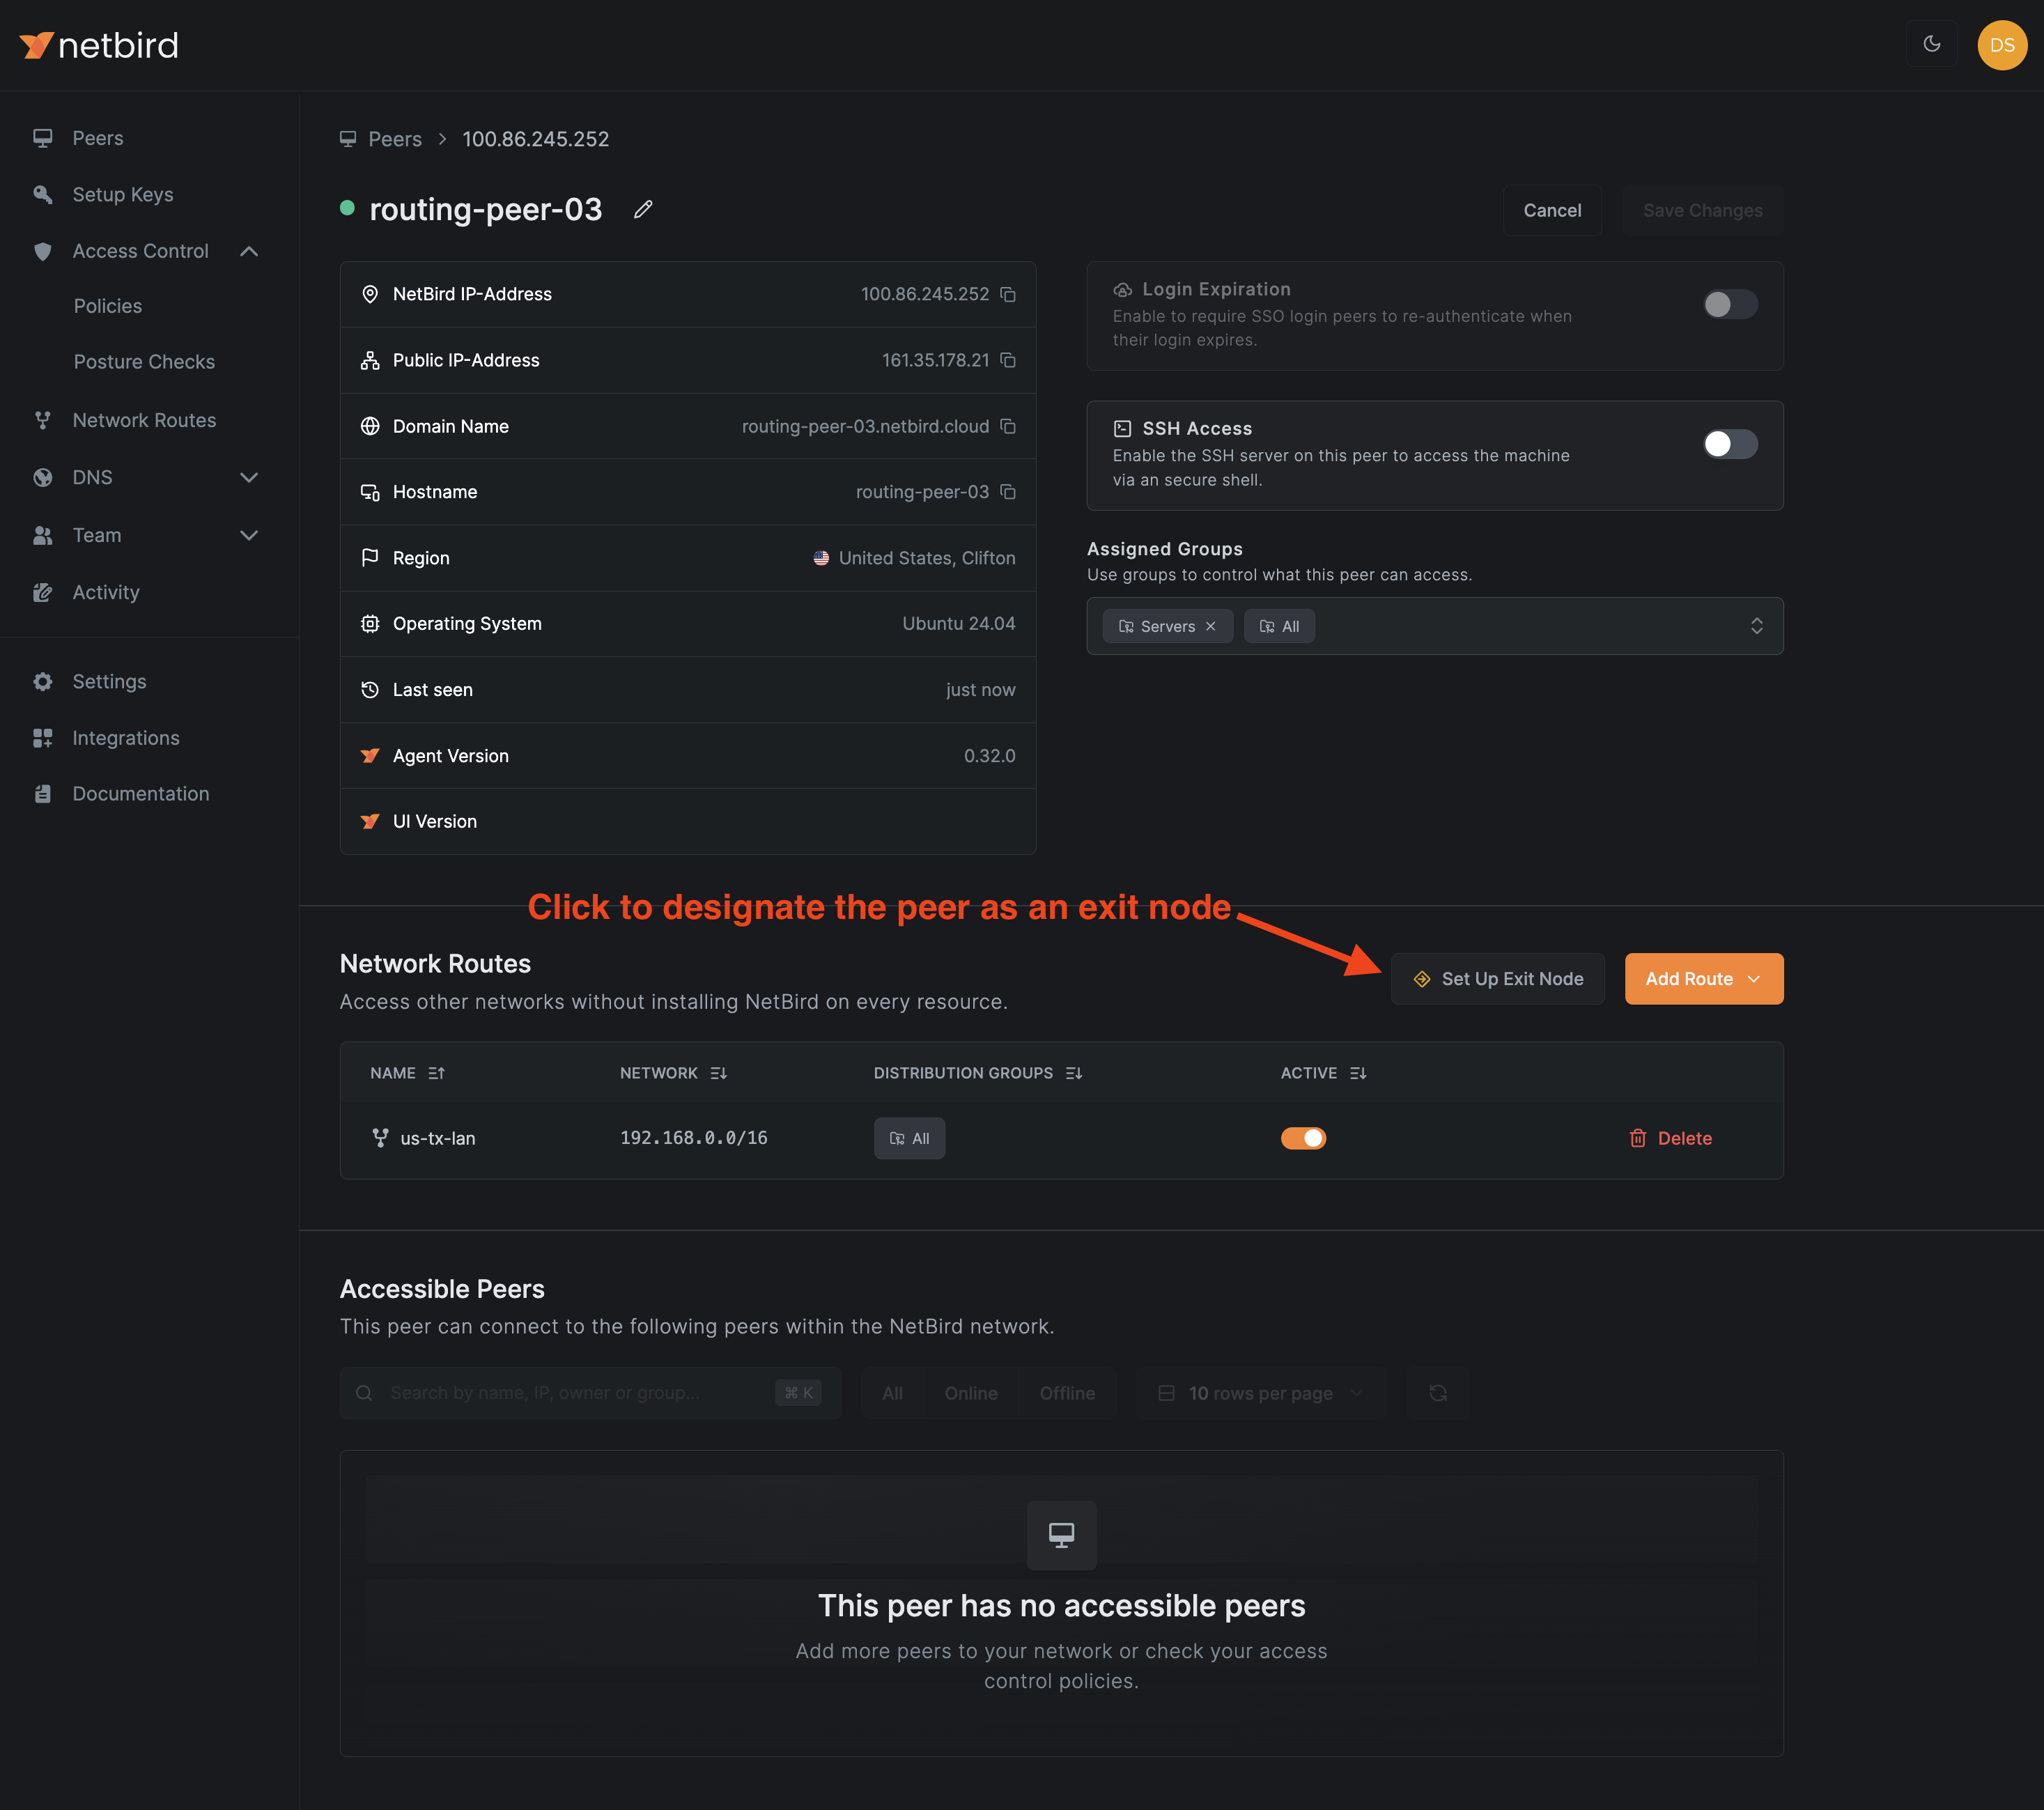 netbird
DS
Peers
Setup Keys
Access Control
Policies
Posture Checks
Network Routes
DNS
Team
Activity
Settings
Integrations
Documentation
Peers > 100.86.245.252
routing-peer-03
Cancel
Save Changes
NetBird IP-Address 100.86.245.252
Public IP-Address 161.35.178.21
Domain Name routing-peer-03.netbird.cloud
Hostname routing-peer-03
Region United States, Clifton
Operating System Ubuntu 24.04
Last seen just now
Agent Version 0.32.0
UI Version
Login Expiration
Enable to require SSO login peers to re-authenticate when
their login expires.
SSH Access
Enable the SSH server on this peer to access the machine
via an secure shell.
Assigned Groups
Use groups to control what this peer can access.
Servers All
Click to designate the peer as an exit node
Network Routes
Access other networks without installing NetBird on every resource.
Set Up Exit Node
Add Route
NAME NETWORK DISTRIBUTION GROUPS ACTIVE
us-tx-lan 192.168.0.0/16 All Delete
Accessible Peers
This peer can connect to the following peers within the NetBird network.
Search by name, IP, owner or group... ⌘ K All Online Offline 10 rows per page
This peer has no accessible peers
Add more peers to your network or check your access
control policies.